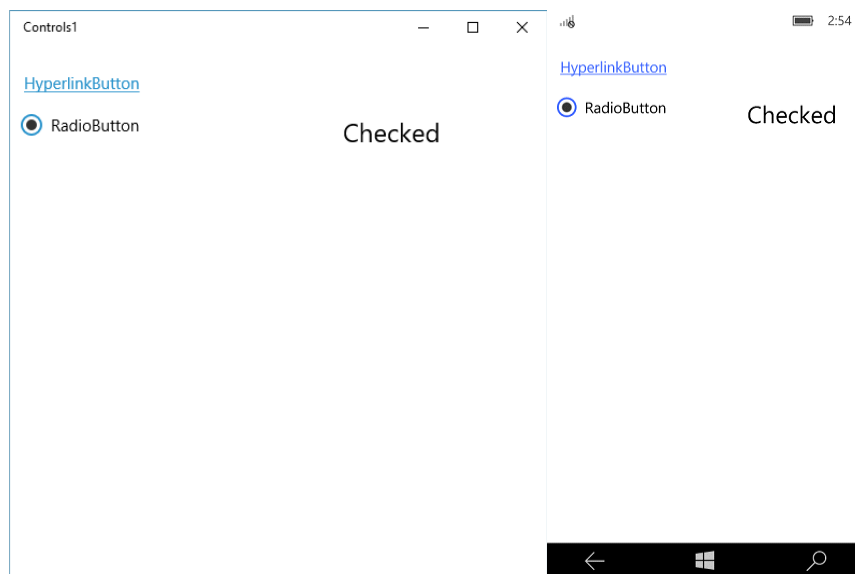 Controls1
HyperlinkButton
RadioButton
Checked
2:54
HyperlinkButton
RadioButton
Checked